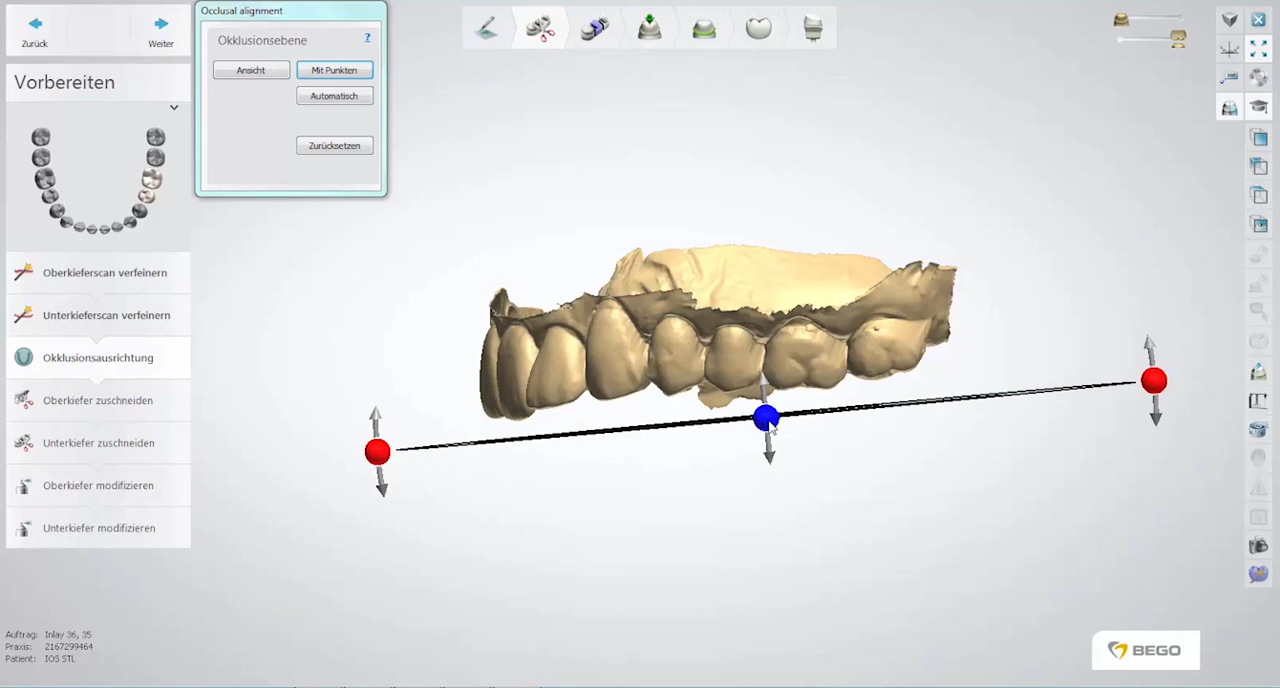 Zurück
Weiter
Vorbereiten
Occlusal alignment
Okklusionsebene
?
Ansicht
Mit Punkten
Automatisch
Zurücksetzen
Oberkieferscan verfeinern
Unterkieferscan verfeinern
Okklusionsausrichtung
Oberkiefer zuschneiden
Unterkiefer zuschneiden
Oberkiefer modifizieren
Unterkiefer modifizieren
Auftrag: Inlay 36, 35
Praxis: 2167299464
Patient: IOS STL
BEGO